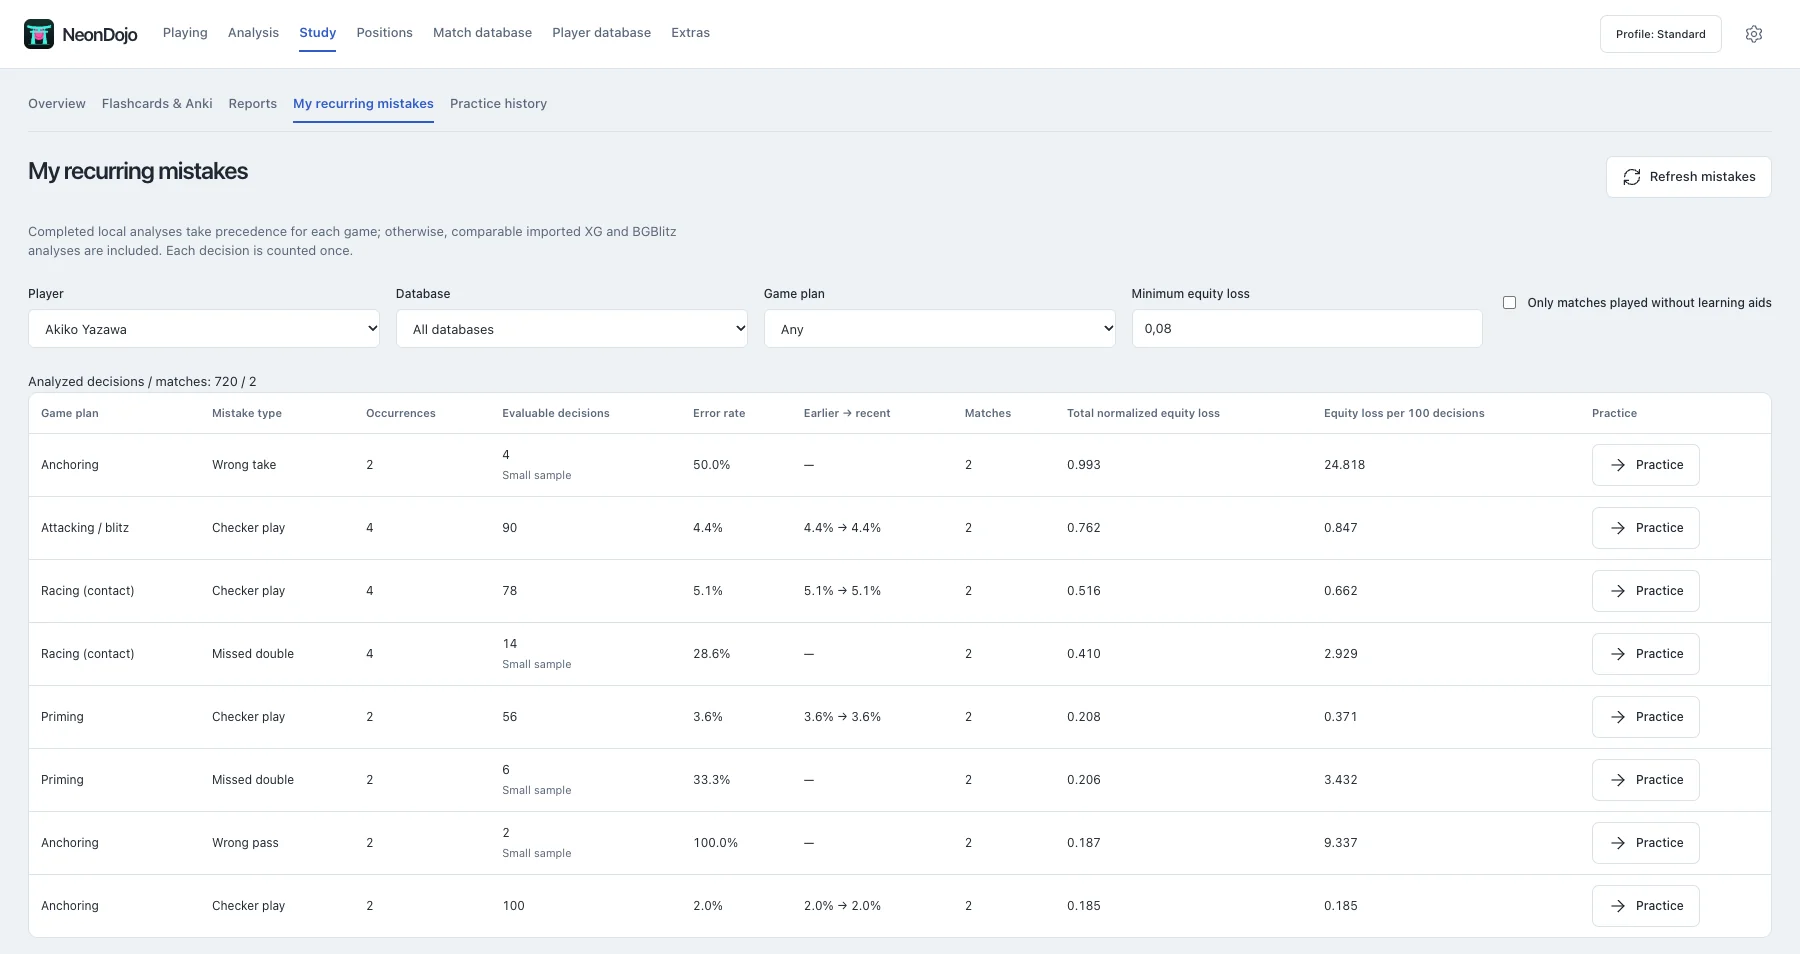 NeonDojo Playing Analysis Study Positions Match database Player database Extras Profile: Standard
Overview Flashcards & Anki Reports My recurring mistakes Practice history
My recurring mistakes
Refresh mistakes
Completed local analyses take precedence for each game; otherwise, comparable imported XG and BGBlitz
analyses are included. Each decision is counted once.
Player Database Game plan Minimum equity loss
Only matches played without learning aids
Akiko Yazawa All databases Any 0,08
Analyzed decisions / matches: 720 / 2
Game plan Mistake type Occurrences Evaluable decisions Error rate Earlier → recent Matches Total normalized equity loss Equity loss per 100 decisions Practice
Anchoring Wrong take 2 4 50.0% — 2 0.993 24.818 Practice
Small sample
Attacking / blitz Checker play 4 90 4.4% 4.4% → 4.4% 2 0.762 0.847 Practice
Racing (contact) Checker play 4 78 5.1% 5.1% → 5.1% 2 0.516 0.662 Practice
Racing (contact) Missed double 4 14 28.6% — 2 0.410 2.929 Practice
Small sample
Priming Checker play 2 56 3.6% 3.6% → 3.6% 2 0.208 0.371 Practice
Priming Missed double 2 6 33.3% — 2 0.206 3.432 Practice
Small sample
Anchoring Wrong pass 2 2 100.0% — 2 0.187 9.337 Practice
Small sample
Anchoring Checker play 2 100 2.0% 2.0% → 2.0% 2 0.185 0.185 Practice